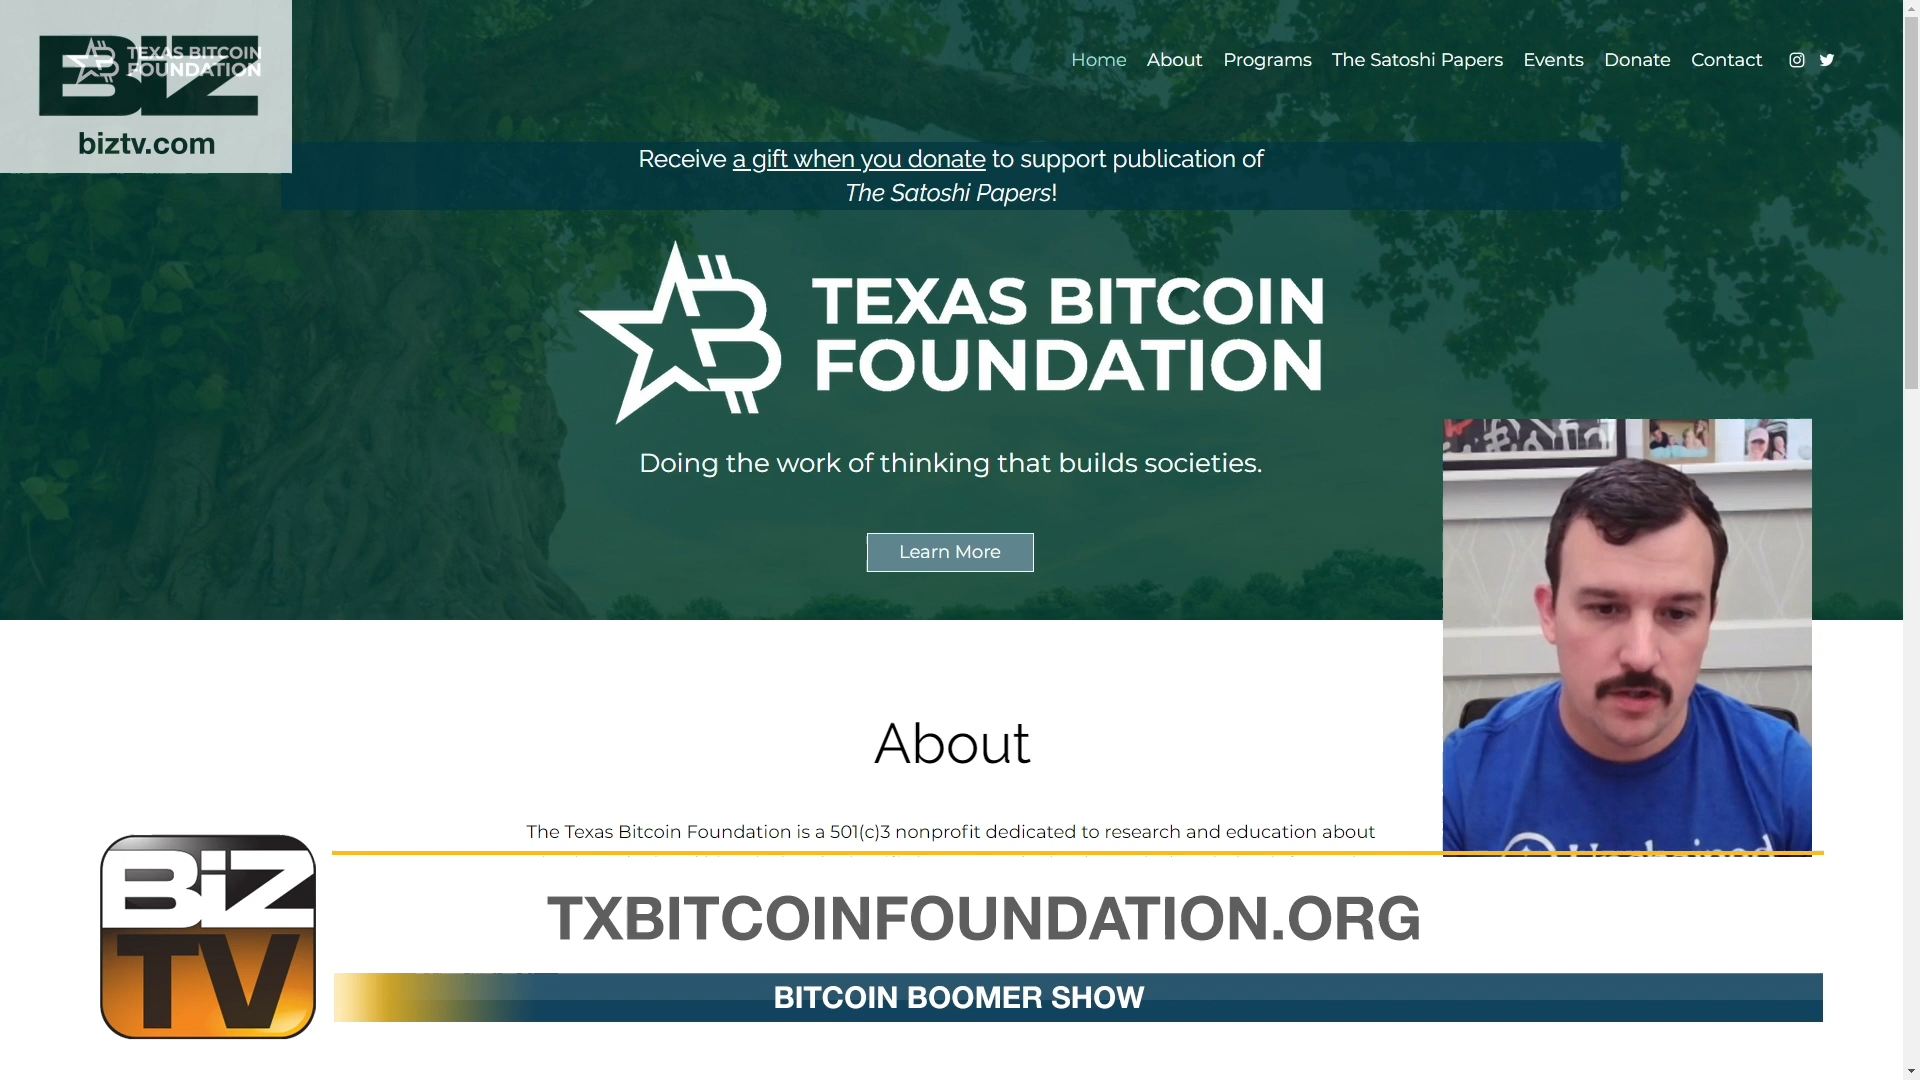 TEXAS BITCOIN
FOUNDATION
BIZ
biztv.com
Home About Programs The Satoshi Papers Events Donate Contact
Receive a gift when you donate to support publication of
The Satoshi Papers!
TEXAS BITCOIN
FOUNDATION
Doing the work of thinking that builds societies.
Learn More
About
The Texas Bitcoin Foundation is a 501(c)3 nonprofit dedicated to research and education about
Unchained
BiZ
TV
TXBITCOINFOUNDATION.ORG
BITCOIN BOOMER SHOW